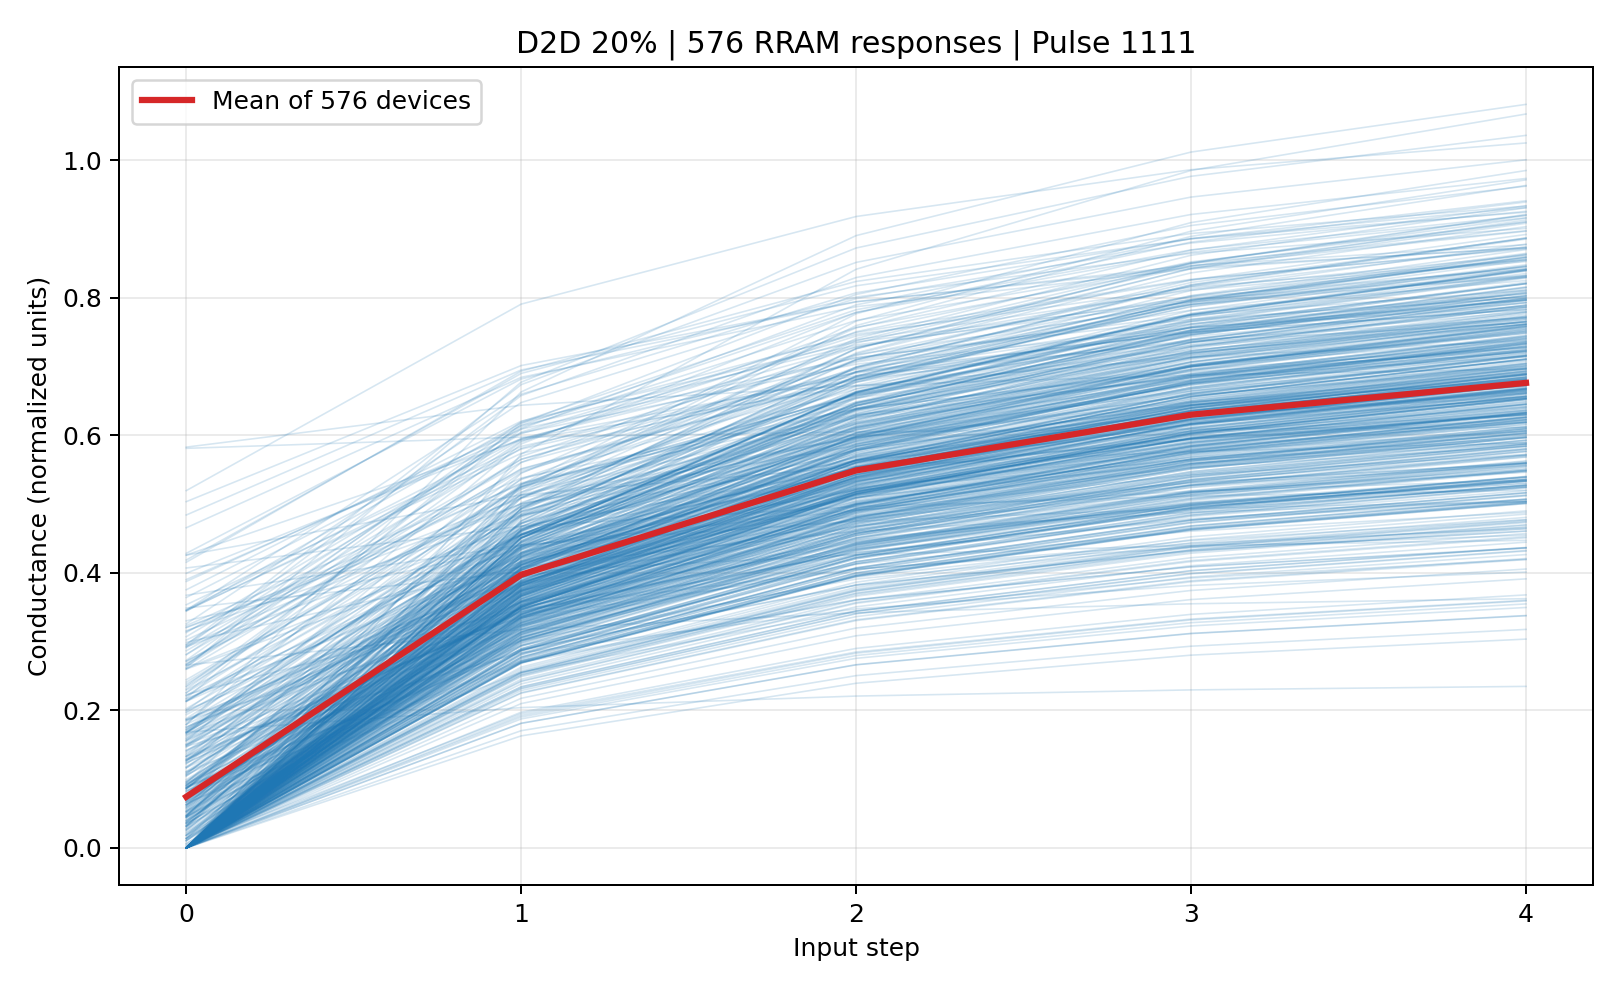 D2D 20% | 576 RRAM responses | Pulse 1111
Mean of 576 devices
Conductance (normalized units)
1.0
0.8
0.6
0.4
0.2
0.0
0 1 2 3 4
Input step